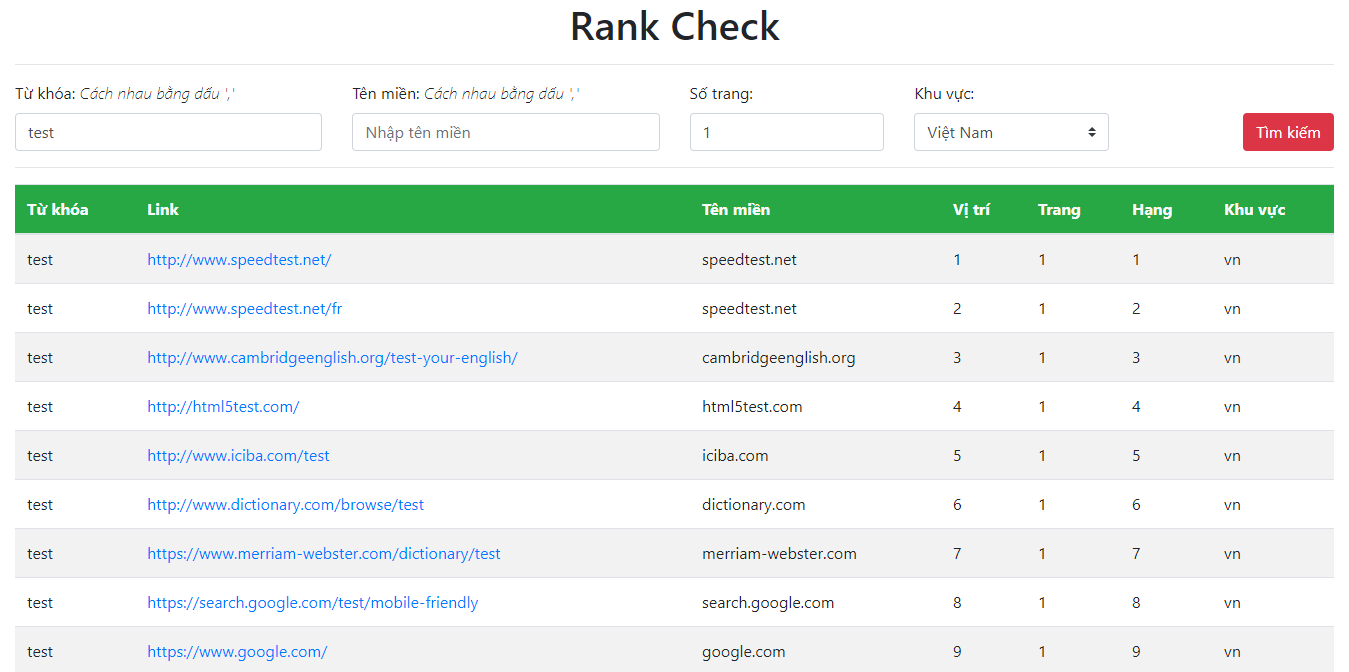 Rank Check
Từ khóa: Cách nhau bằng dấu ',' Tên miền: Cách nhau bằng dấu ',' Số trang: Khu vực:
test Nhập tên miền 1 Việt Nam Tìm kiếm
Từ khóa Link Tên miền Vị trí Trang Hạng Khu vực
test http://www.speedtest.net/ speedtest.net 1 1 1 vn
test http://www.speedtest.net/fr speedtest.net 2 1 2 vn
test http://www.cambridgeenglish.org/test-your-english/ cambridgeenglish.org 3 1 3 vn
test http://html5test.com/ html5test.com 4 1 4 vn
test http://www.iciba.com/test iciba.com 5 1 5 vn
test http://www.dictionary.com/browse/test dictionary.com 6 1 6 vn
test https://www.merriam-webster.com/dictionary/test merriam-webster.com 7 1 7 vn
test https://search.google.com/test/mobile-friendly search.google.com 8 1 8 vn
test https://www.google.com/ google.com 9 1 9 vn